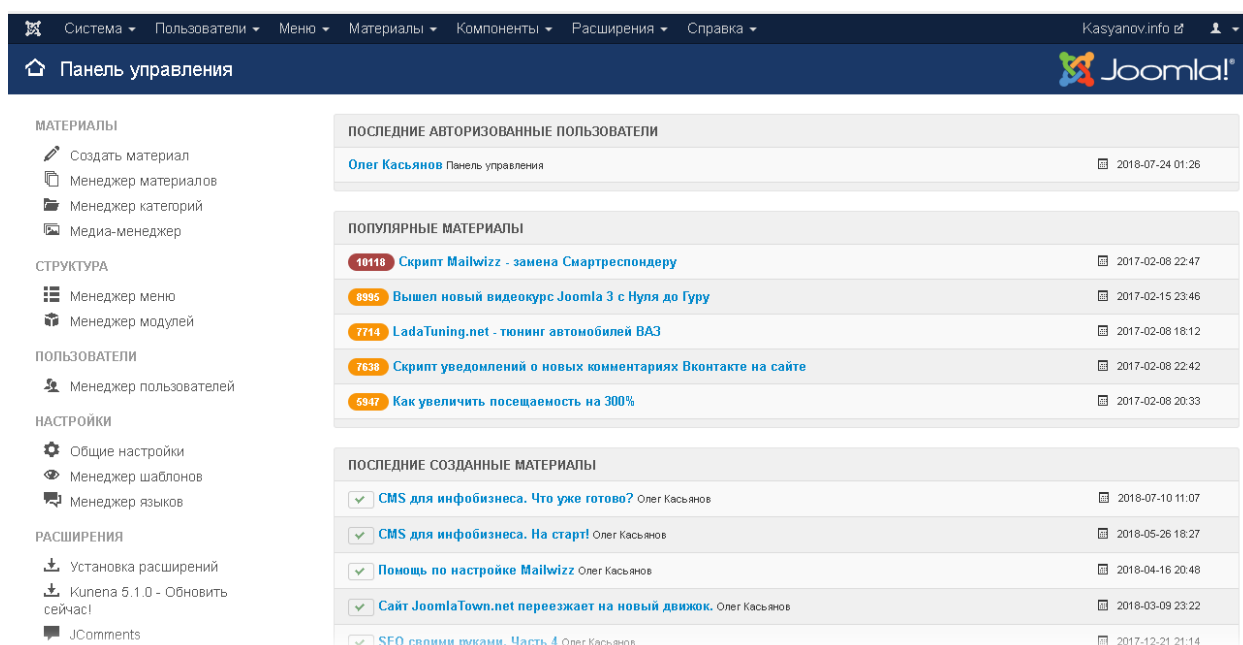 Система Пользователи Меню Материалы Компоненты Расширения Справка Kasyanov.info
Панель управления Joomla!®
МАТЕРИАЛЫ
Создать материал
Менеджер материалов
Менеджер категорий
Медиа-менеджер
СТРУКТУРА
Менеджер меню
Менеджер модулей
ПОЛЬЗОВАТЕЛИ
Менеджер пользователей
НАСТРОЙКИ
Общие настройки
Менеджер шаблонов
Менеджер языков
РАСШИРЕНИЯ
Установка расширений
Kunena 5.1.0 - Обновить
сейчас!
JComments
ПОСЛЕДНИЕ АВТОРИЗОВАННЫЕ ПОЛЬЗОВАТЕЛИ
Олег Касьянов Панель управления 2018-07-24 01:26
ПОПУЛЯРНЫЕ МАТЕРИАЛЫ
10118 Скрипт Mailwizz - замена Смартреспондеру 2017-02-08 22:47
8995 Вышел новый видеокурс Joomla 3 с Нуля до Гуру 2017-02-15 23:46
7714 LadaTuning.net - тюнинг автомобилей ВАЗ 2017-02-08 18:12
7638 Скрипт уведомлений о новых комментариях Вконтакте на сайте 2017-02-08 22:42
5947 Как увеличить посещаемость на 300% 2017-02-08 20:33
ПОСЛЕДНИЕ СОЗДАННЫЕ МАТЕРИАЛЫ
CMS для инфобизнеса. Что уже готово? Олег Касьянов 2018-07-10 11:07
CMS для инфобизнеса. На старт! Олег Касьянов 2018-05-26 18:27
Помощь по настройке Mailwizz Олег Касьянов 2018-04-16 20:48
Сайт JoomlaTown.net переезжает на новый движок. Олег Касьянов 2018-03-09 23:22
SEO своими руками. Часть 4 Олег Касьянов 2017-12-21 21:14